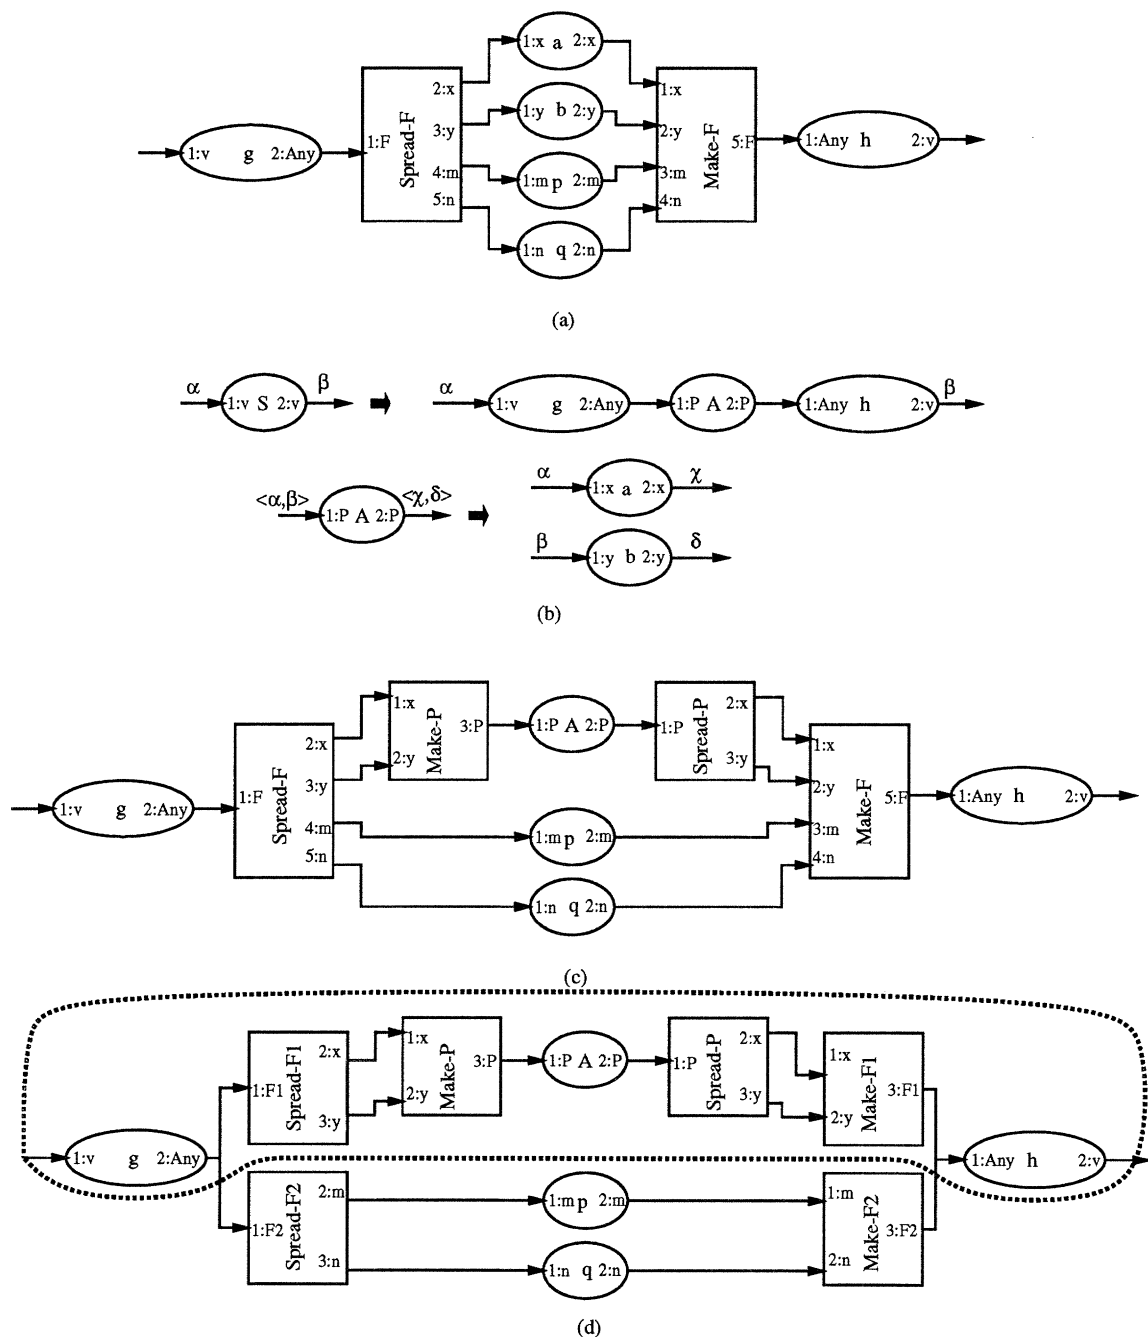 1:x a 2:x
2:x
1:x
1:y b 2:y
3:y
2:y
1:v g 2:Any
1:F
Spread-F
Make-F
5:F
1:Any h 2:v
4:m
1:m p 2:m
3:m
5:n
4:n
1:n q 2:n
(a)
α
1:v S 2:v
β
α
1:v g 2:Any
1:P A 2:P
1:Any h 2:v
β
<α,β>
1:P A 2:P
<χ,δ>
α
1:x a 2:x
χ
β
1:y b 2:y
δ
(b)
1:x
2:y
Make-P
3:P
1:P A 2:P
1:P
Spread-P
2:x
3:y
2:x
3:y
4:m
5:n
1:x
2:y
3:m
4:n
1:v g 2:Any
1:F
Spread-F
Make-F
5:F
1:Any h 2:v
1:m p 2:m
1:n q 2:n
(c)
1:F1
Spread-F1
2:x
3:y
1:x
2:y
Make-P
3:P
1:P A 2:P
1:P
Spread-P
2:x
3:y
1:x
2:y
Make-F1
3:F1
1:v g 2:Any
1:Any h 2:v
1:F2
Spread-F2
2:m
3:n
1:m p 2:m
1:n q 2:n
1:m
2:n
Make-F2
3:F2
(d)